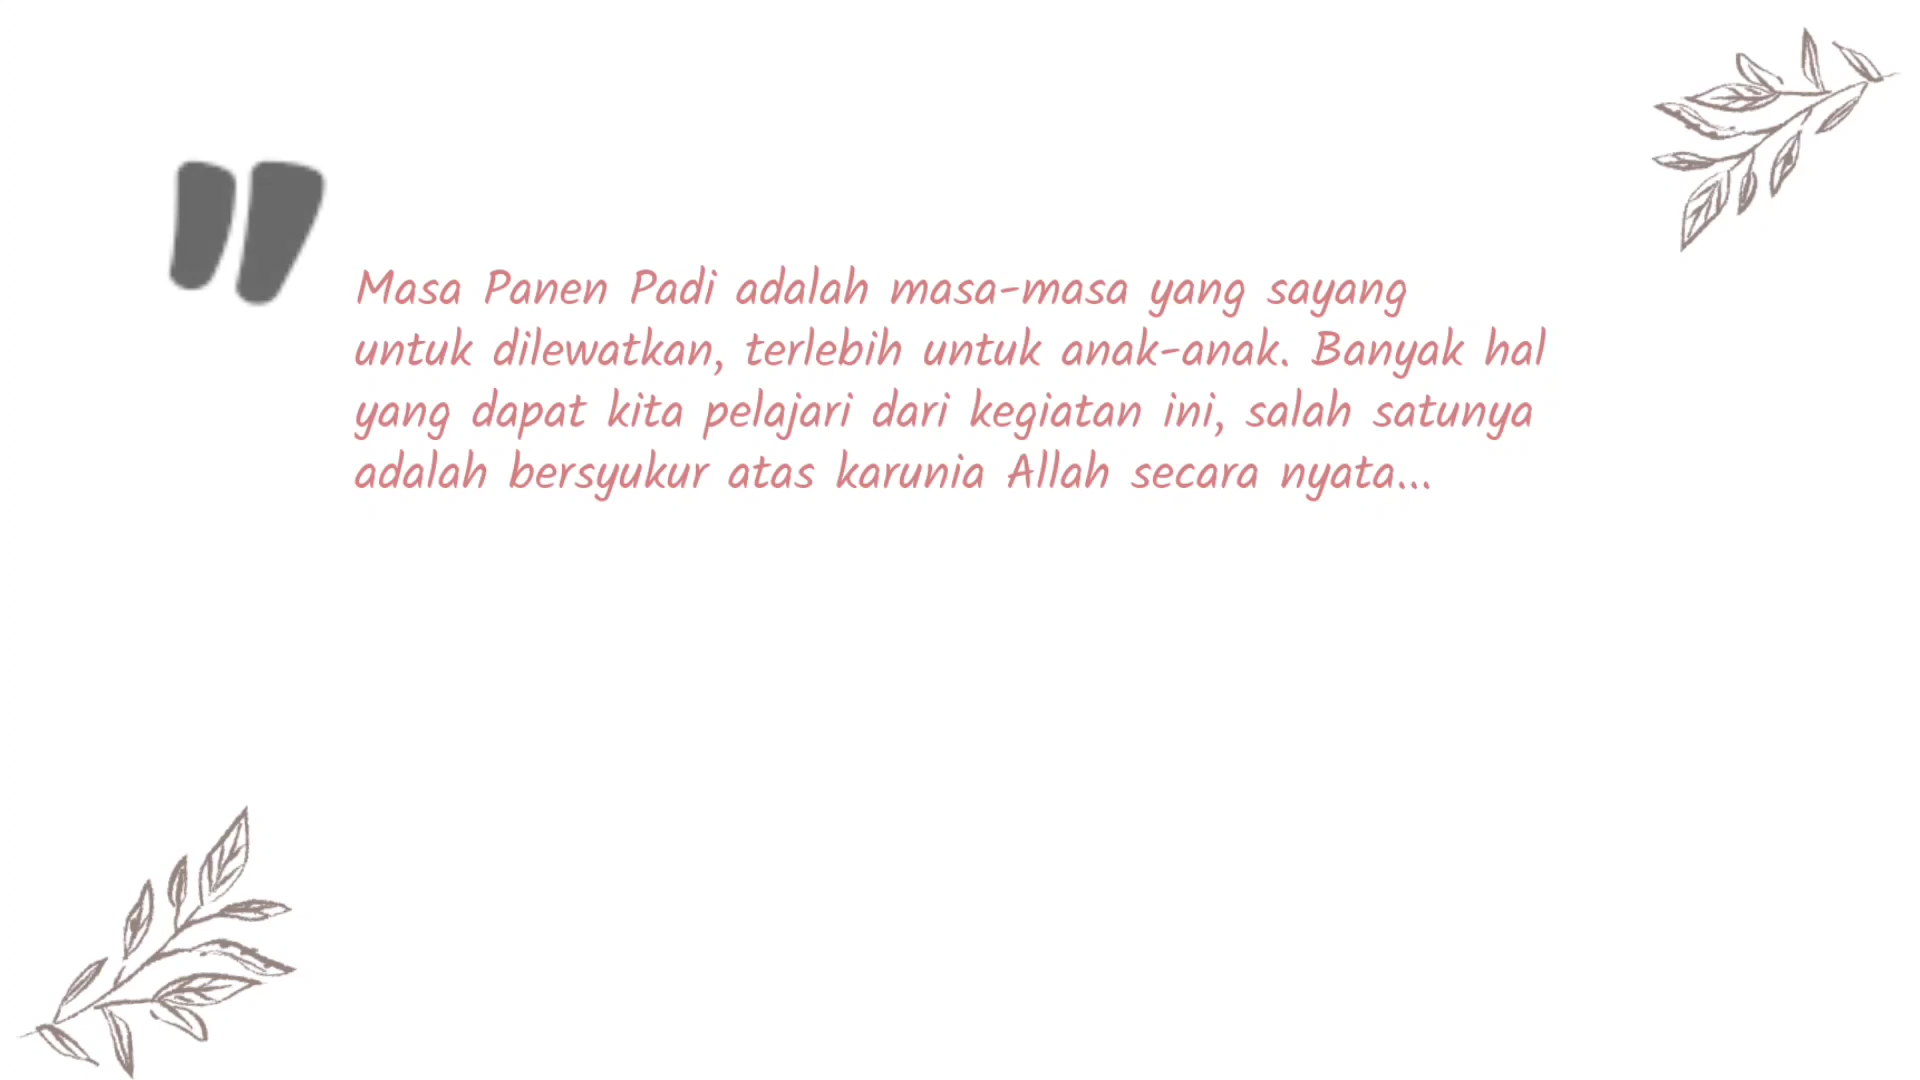 "
Masa Panen Padi adalah masa-masa yang sayang
untuk dilewatkan, terlebih untuk anak-anak. Banyak hal
yang dapat kita pelajari dari kegiatan ini, salah satunya
adalah bersyukur atas karunia Allah secara nyata...